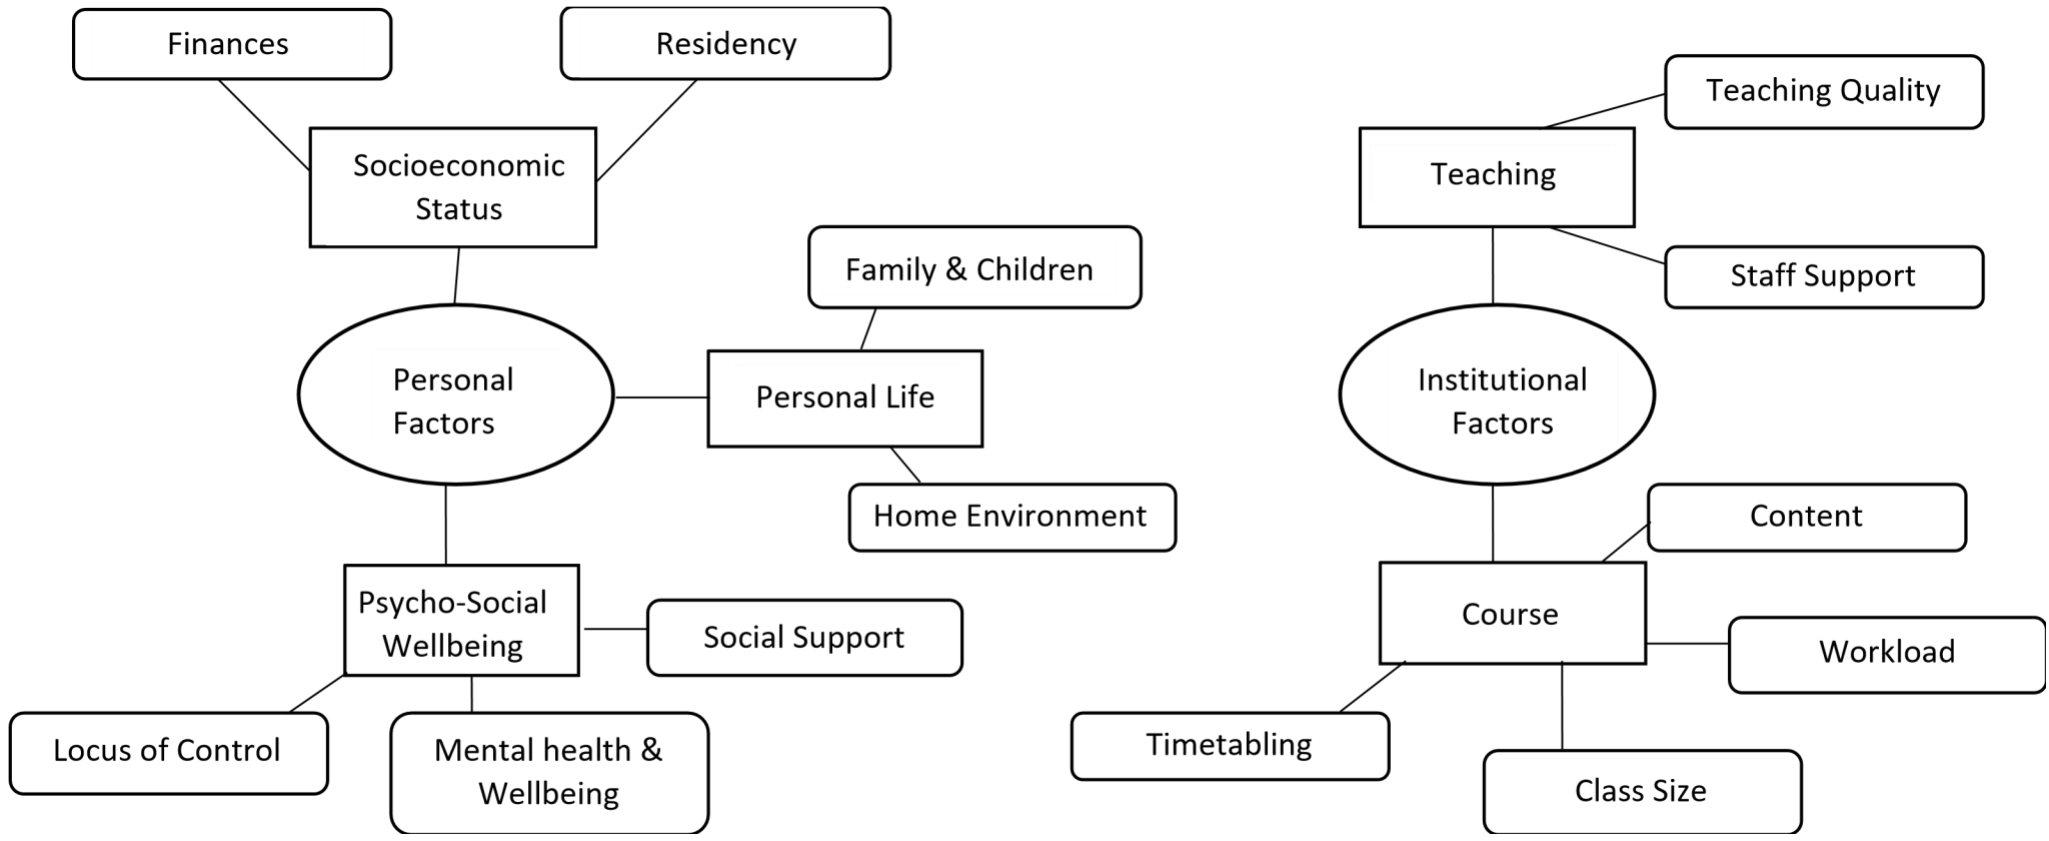 Finances
Residency
Socioeconomic
Status
Family & Children
Personal
Factors
Personal Life
Home Environment
Psycho-Social
Wellbeing
Social Support
Locus of Control
Mental health &
Wellbeing
Teaching Quality
Teaching
Staff Support
Institutional
Factors
Content
Course
Workload
Timetabling
Class Size